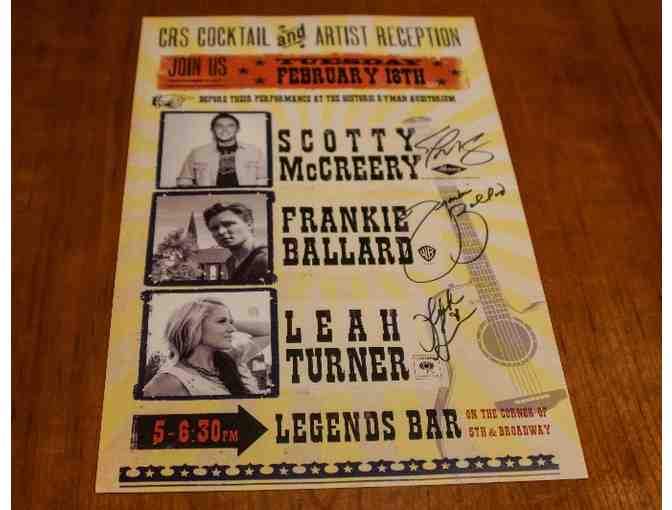 CRS COCKTAIL and ARTIST RECEPTION
JOIN US
TUESDAY
FEBRUARY 18TH
BEFORE THEIR PERFORMANCE AT THE HISTORIC RYMAN AUDITORIUM
SCOTTY
McCREERY
FRANKIE
BALLARD
LEAH
TURNER
5-6:30PM
LEGENDS BAR
ON THE CORNER OF
5TH & BROADWAY